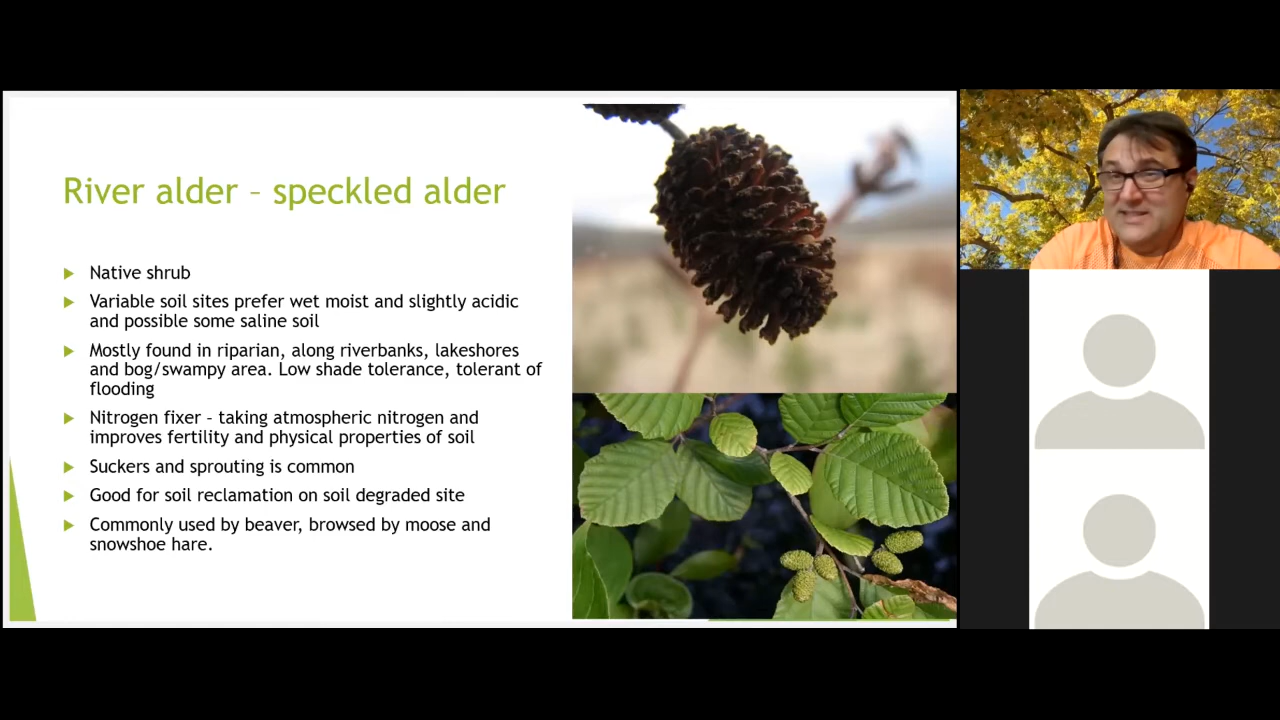 River alder – speckled alder
Native shrub
Variable soil sites prefer wet moist and slightly acidic
and possible some saline soil
Mostly found in riparian, along riverbanks, lakeshores
and bog/swampy area. Low shade tolerance, tolerant of
flooding
Nitrogen fixer – taking atmospheric nitrogen and
improves fertility and physical properties of soil
Suckers and sprouting is common
Good for soil reclamation on soil degraded site
Commonly used by beaver, browsed by moose and
snowshoe hare.